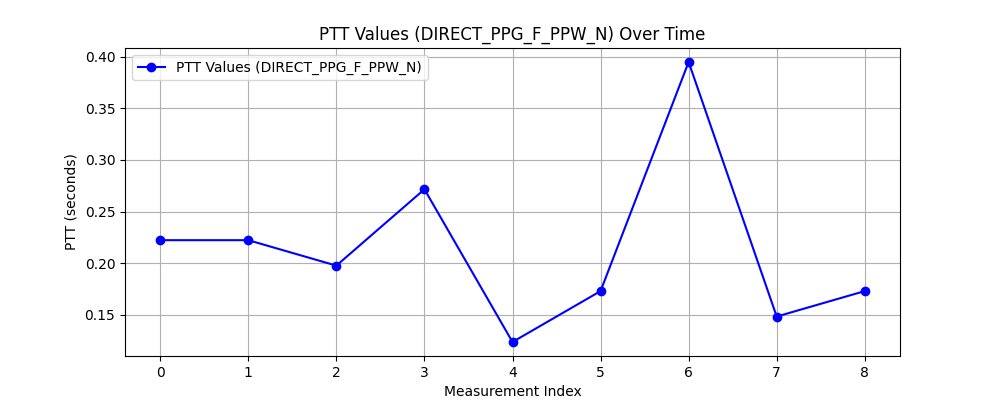 PTT Values (DIRECT_PPG_F_PPW_N) Over Time
PTT Values (DIRECT_PPG_F_PPW_N)
PTT (seconds)
0.40
0.35
0.30
0.25
0.20
0.15
0 1 2 3 4 5 6 7 8
Measurement Index